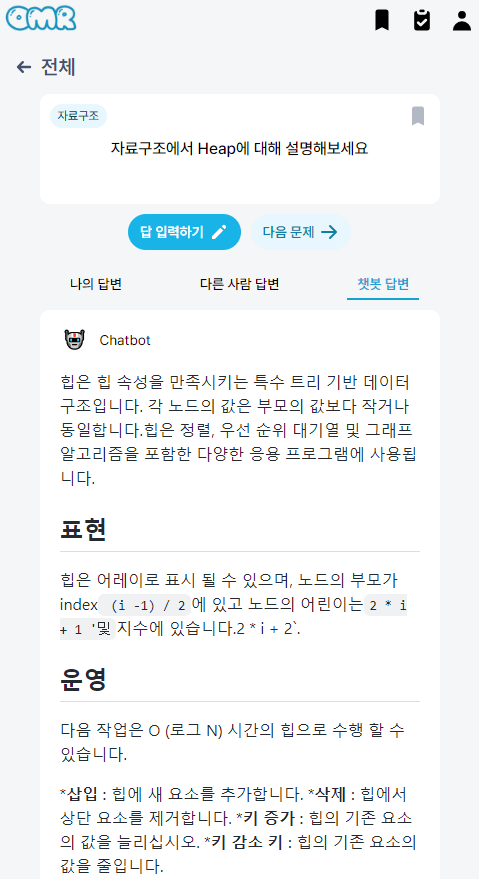 OMR
전체
자료구조
자료구조에서 Heap에 대해 설명해보세요
답 입력하기
다음 문제
나의 답변
다른 사람 답변
챗봇 답변
Chatbot
힙은 힙 속성을 만족시키는 특수 트리 기반 데이터
구조입니다. 각 노드의 값은 부모의 값보다 작거나
동일합니다.힙은 정렬, 우선 순위 대기열 및 그래프
알고리즘을 포함한 다양한 응용 프로그램에 사용됩
니다.
표현
힙은 어레이로 표시 될 수 있으며, 노드의 부모가
index (i -1) / 2에 있고 노드의 어린이는 2 * i
+ 1 '및 지수에 있습니다.2 * i + 2`.
운영
다음 작업은 O (로그 N) 시간의 힙으로 수행 할 수
있습니다.
*삽입 : 힙에 새 요소를 추가합니다. *삭제 : 힙에서
상단 요소를 제거합니다. *키 증가 : 힙의 기존 요소
의 값을 늘리십시오. *키 감소 키 : 힙의 기존 요소의
값을 줄입니다.